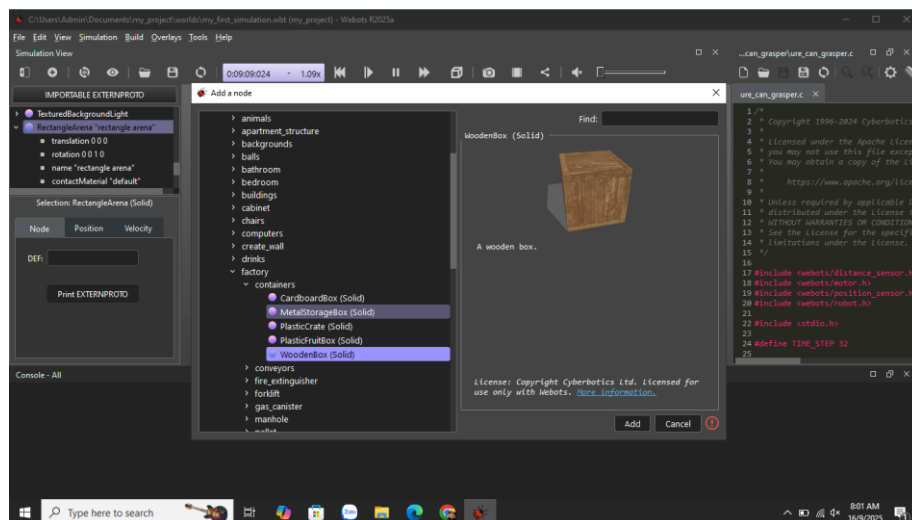 C:\Users\Admin\Documents\my_project\worlds\my_first_simulation.wbt (my_project) - Webots R2025a
File Edit View Simulation Build Overlays Tools Help
Simulation View
0:09:09:024 - 1.09x
...can_grasper\ure_can_grasper.c
IMPORTABLE EXTERNPROTO
TexturedBackgroundLight
RectangleArena "rectangle arena"
translation 0 0 0
rotation 0 0 1 0
name "rectangle arena"
contactMaterial "default"
Selection: RectangleArena (Solid)
Node Position Velocity
DEF:
Print EXTERNPROTO
Add a node
animals
apartment_structure
backgrounds
balls
bathroom
bedroom
buildings
cabinet
chairs
computers
create_wall
drinks
factory
containers
CardboardBox (Solid)
MetalStorageBox (Solid)
PlasticCrate (Solid)
PlasticFruitBox (Solid)
WoodenBox (Solid)
conveyors
fire_extinguisher
forklift
gas_canister
manhole
Find:
WoodenBox (Solid)
A wooden box.
License: Copyright Cyberbotics Ltd. Licensed for
use only with Webots. More information.
Add Cancel
ure_can_grasper.c
1 /*
2 * Copyright 1996-2024 Cyberbotics
3 *
4 * Licensed under the Apache Licen
5 * you may not use this file excep
6 * You may obtain a copy of the Li
7 *
8 * https://www.apache.org/lice
9 *
10 * Unless required by applicable l
11 * distributed under the License i
12 * WITHOUT WARRANTIES OR CONDITION
13 * See the License for the specifi
14 * limitations under the License.
15 */
16
17 #include <webots/distance_sensor.h
18 #include <webots/motor.h>
19 #include <webots/position_sensor.h
20 #include <webots/robot.h>
21
22 #include <stdio.h>
23
24 #define TIME_STEP 32
25
Console - All
Type here to search
Zalo
8:01 AM
16/9/2025